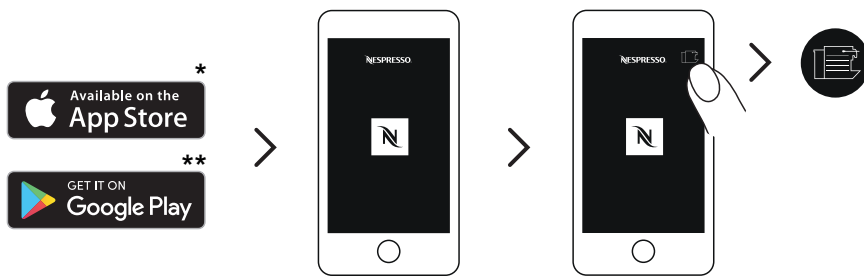 *
Available on the
App Store
**
GET IT ON
Google Play
NESPRESSO
N
NESPRESSO
N